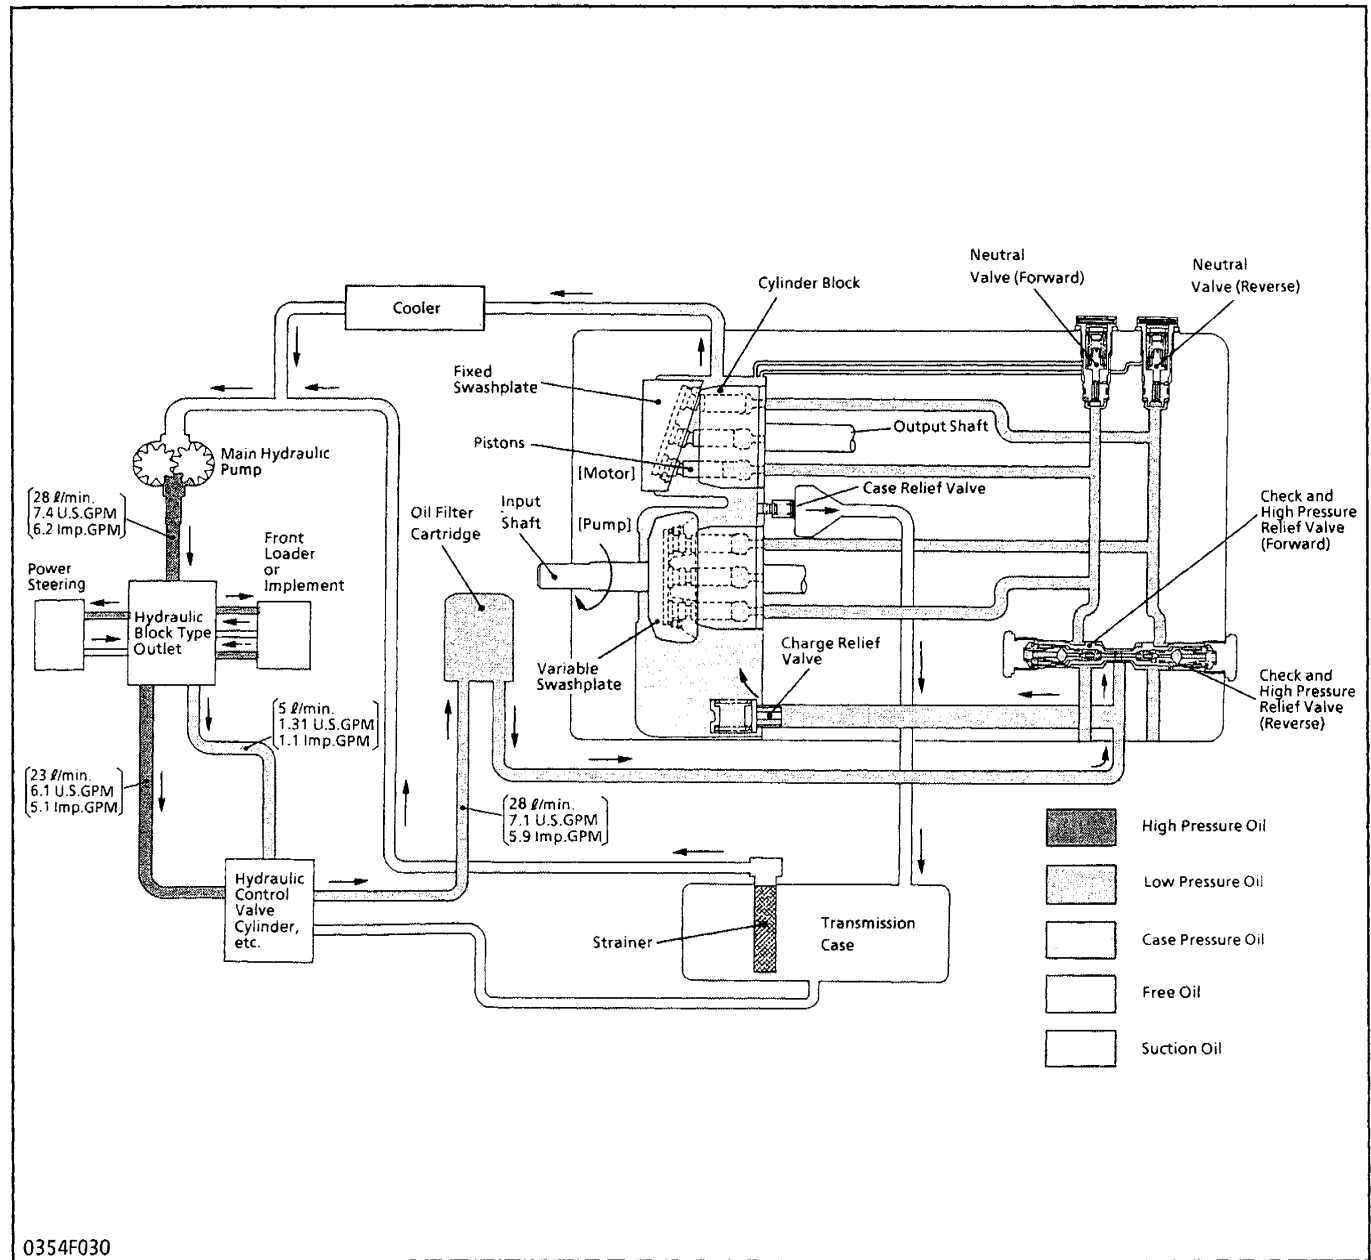 Neutral
Valve (Forward)
Neutral
Valve (Reverse)
Cylinder Block
Cooler
Fixed
Swashplate
Output Shaft
Pistons
[Motor]
Main Hydraulic
Pump
Case Relief Valve
28 ℓ/min.
7.4 U.S.GPM
6.2 Imp.GPM
Input
Shaft
[Pump]
Oil Filter
Cartridge
Check and
High Pressure
Relief Valve
(Forward)
Front
Loader
or
Implement
Power
Steering
Hydraulic
Block Type
Outlet
Charge Relief
Valve
Variable
Swashplate
Check and
High Pressure
Relief Valve
(Reverse)
5 ℓ/min.
1.31 U.S.GPM
1.1 Imp.GPM
23 ℓ/min.
6.1 U.S.GPM
5.1 Imp.GPM
28 ℓ/min.
7.1 U.S.GPM
5.9 Imp.GPM
High Pressure Oil
Low Pressure Oil
Case Pressure Oil
Free Oil
Suction Oil
Hydraulic
Control
Valve
Cylinder,
etc.
Strainer
Transmission
Case
0354F030